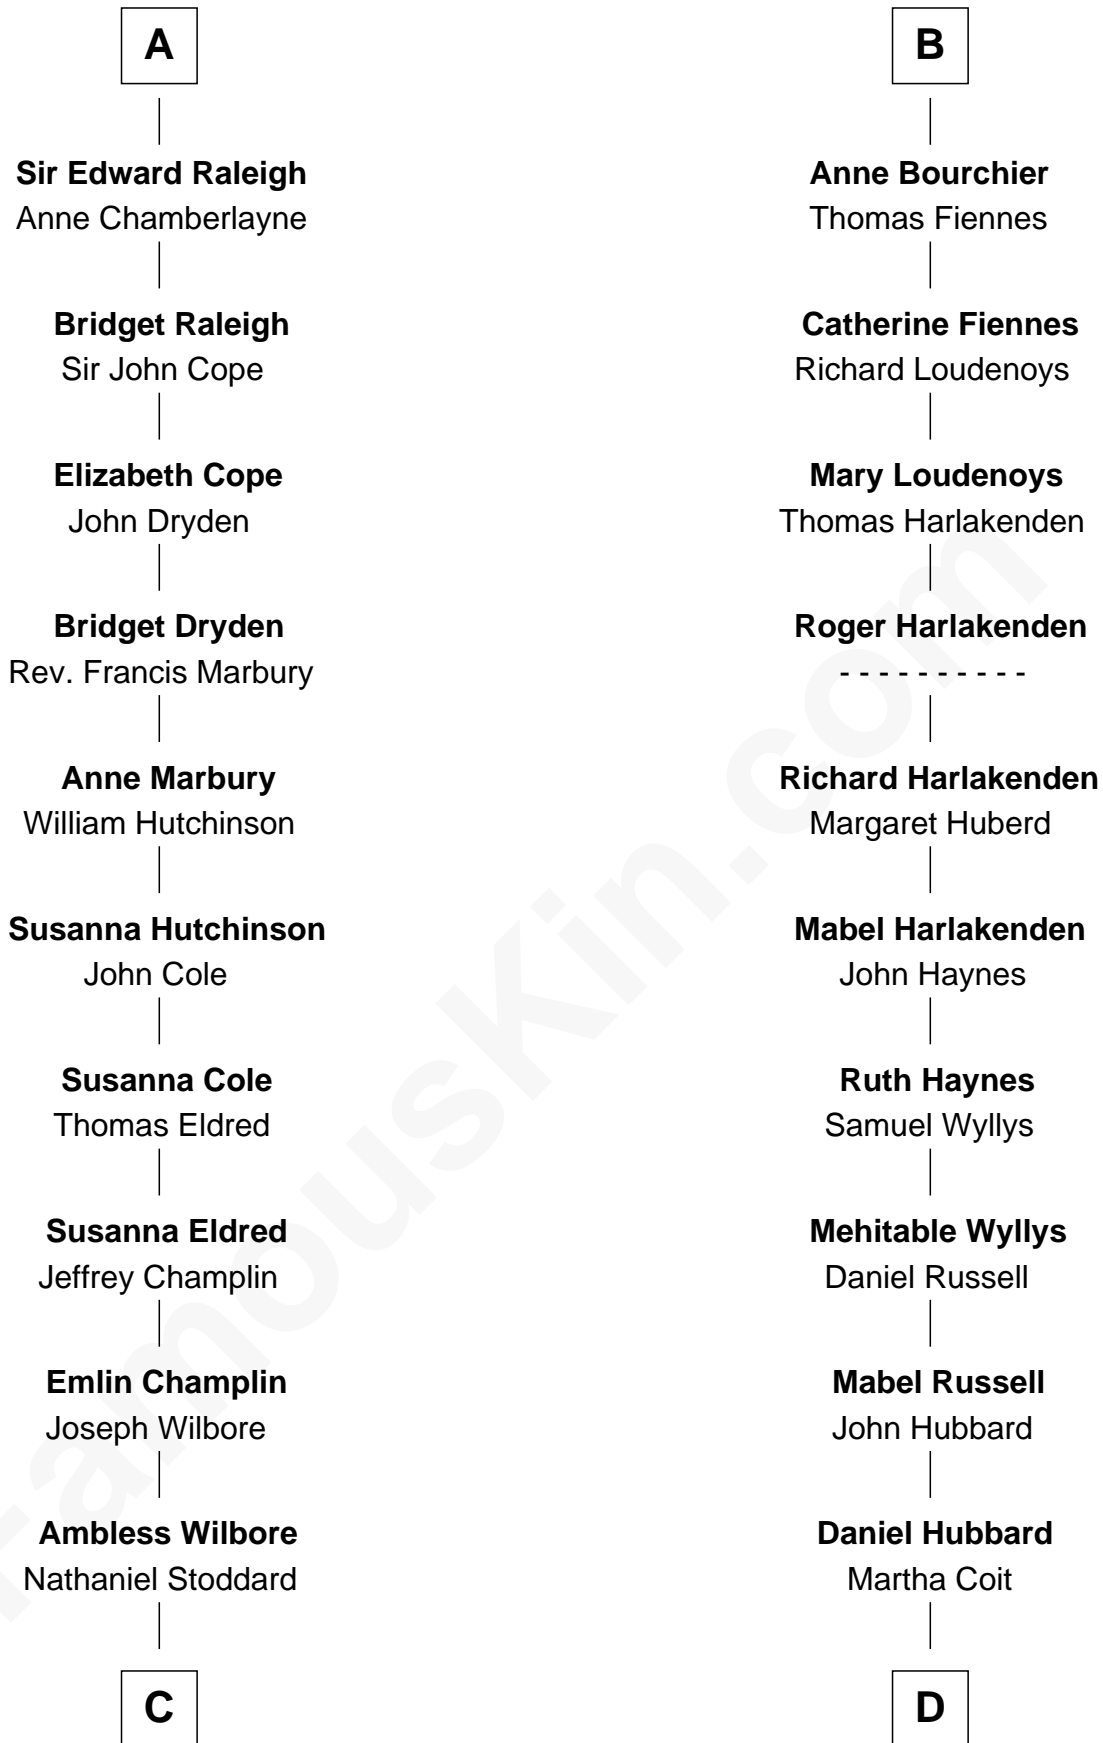 A
Sir Edward Raleigh
Anne Chamberlayne
Bridget Raleigh
Sir John Cope
Elizabeth Cope
John Dryden
Bridget Dryden
Rev. Francis Marbury
Anne Marbury
William Hutchinson
Susanna Hutchinson
John Cole
Susanna Cole
Thomas Eldred
Susanna Eldred
Jeffrey Champlin
Emlin Champlin
Joseph Wilbore
Ambless Wilbore
Nathaniel Stoddard
C
B
Anne Bourchier
Thomas Fiennes
Catherine Fiennes
Richard Loudenoys
Mary Loudenoys
Thomas Harlakenden
Roger Harlakenden
- - - - - - - - - -
Richard Harlakenden
Margaret Huberd
Mabel Harlakenden
John Haynes
Ruth Haynes
Samuel Wyllys
Mehitable Wyllys
Daniel Russell
Mabel Russell
John Hubbard
Daniel Hubbard
Martha Coit
D
FamousKin.com